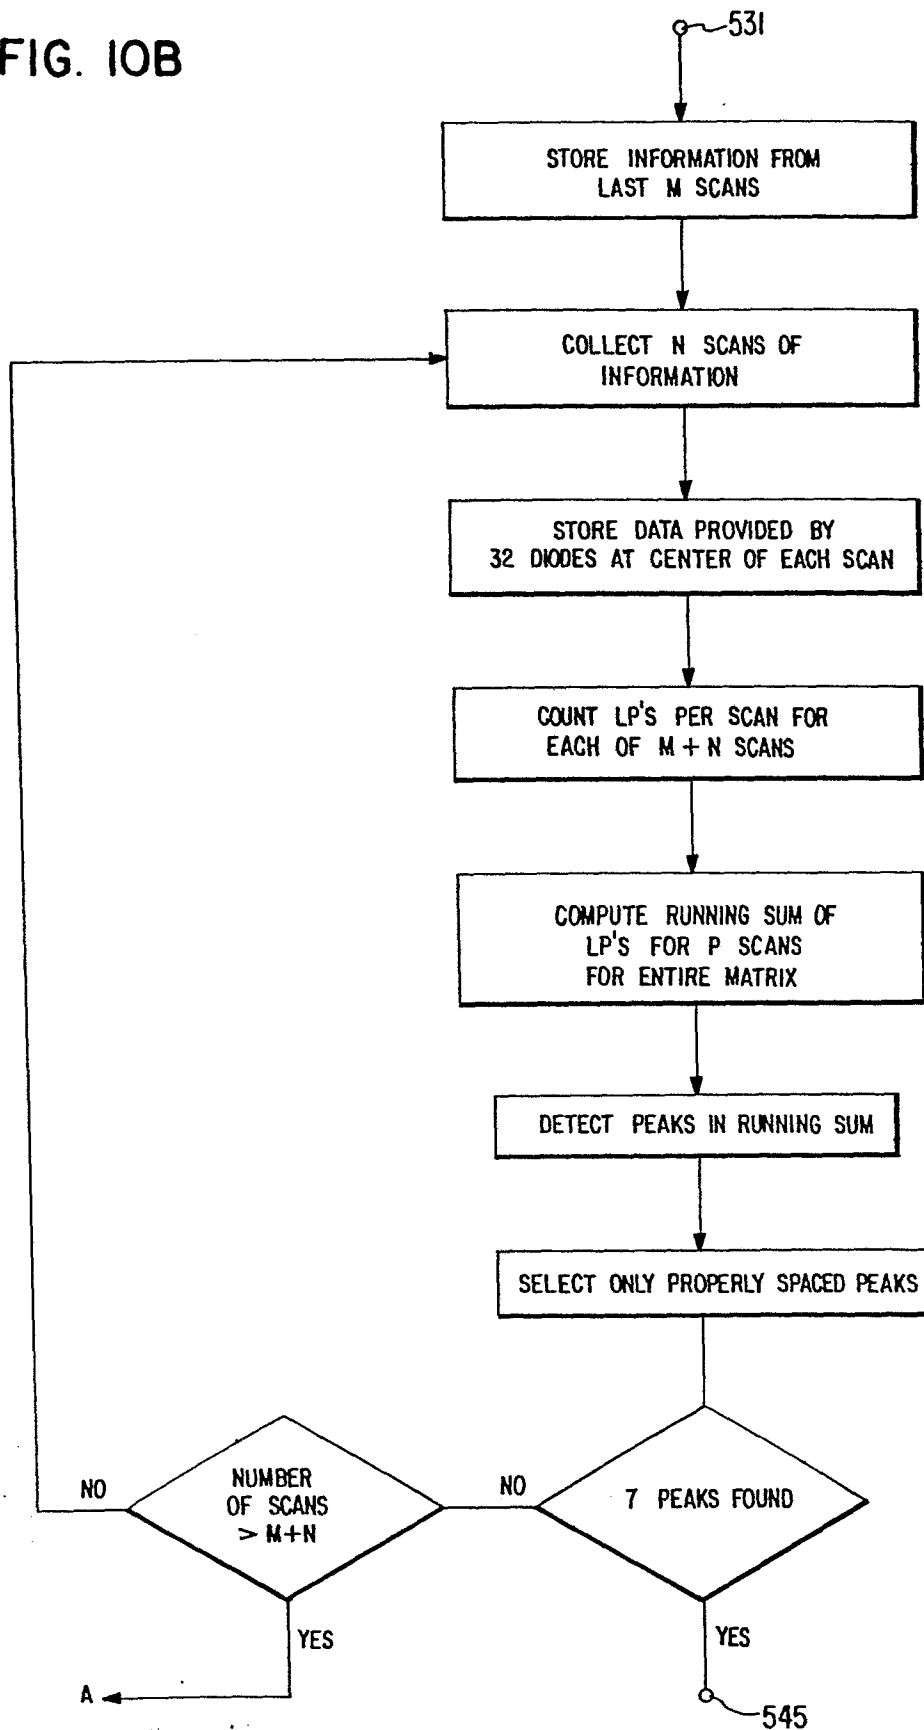 FIG. 10B
531
STORE INFORMATION FROM
LAST M SCANS
COLLECT N SCANS OF
INFORMATION
STORE DATA PROVIDED BY
32 DIODES AT CENTER OF EACH SCAN
COUNT LP'S PER SCAN FOR
EACH OF M + N SCANS
COMPUTE RUNNING SUM OF
LP'S FOR P SCANS
FOR ENTIRE MATRIX
DETECT PEAKS IN RUNNING SUM
SELECT ONLY PROPERLY SPACED PEAKS
7 PEAKS FOUND
NO
NUMBER
OF SCANS
> M+N
NO
YES
A
YES
545